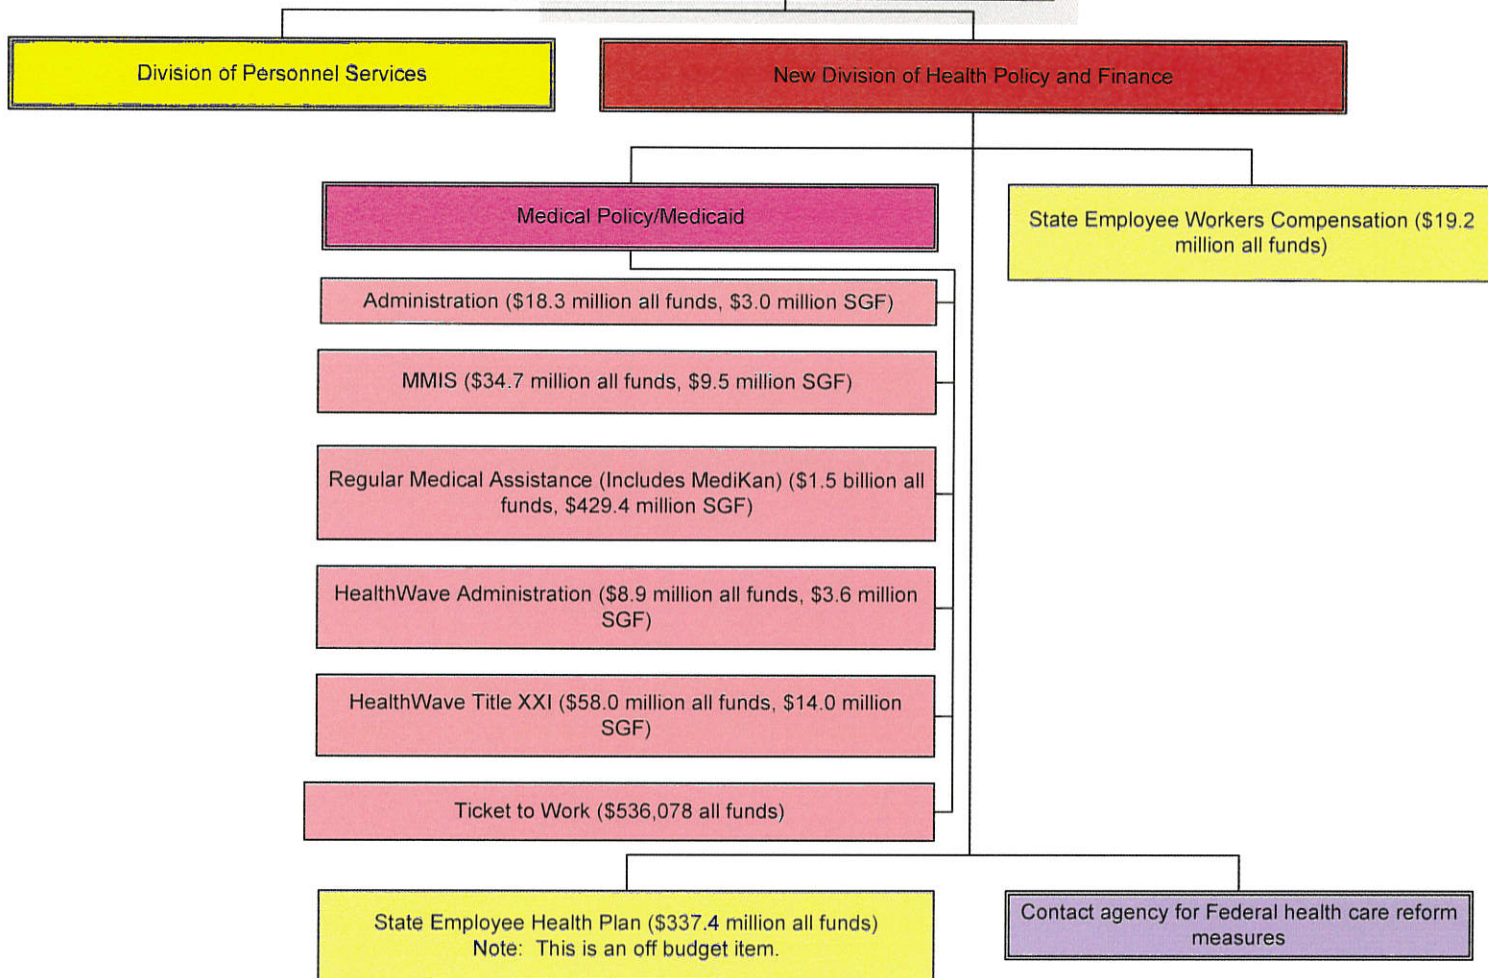 Division of Personnel Services
New Division of Health Policy and Finance
Medical Policy/Medicaid
State Employee Workers Compensation ($19.2
million all funds)
Administration ($18.3 million all funds, $3.0 million SGF)
MMIS ($34.7 million all funds, $9.5 million SGF)
Regular Medical Assistance (Includes MediKan) ($1.5 billion all
funds, $429.4 million SGF)
HealthWave Administration ($8.9 million all funds, $3.6 million
SGF)
HealthWave Title XXI ($58.0 million all funds, $14.0 million
SGF)
Ticket to Work ($536,078 all funds)
State Employee Health Plan ($337.4 million all funds)
Note: This is an off budget item.
Contact agency for Federal health care reform
measures